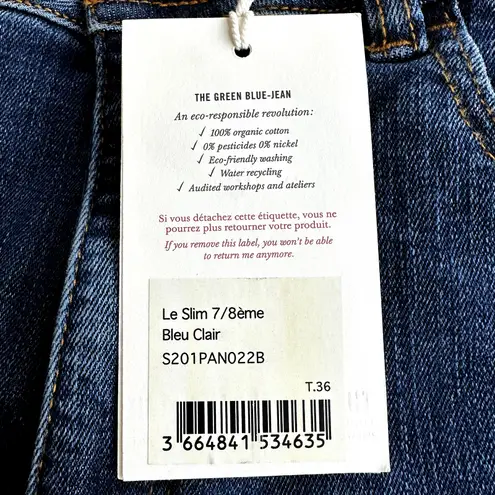 THE GREEN BLUE-JEAN
An eco-responsible revolution:
✓ 100% organic cotton
✓ 0% pesticides 0% nickel
✓ Eco-friendly washing
✓ Water recycling
✓ Audited workshops and ateliers
Si vous détachez cette étiquette, vous ne
pourrez plus retourner votre produit.
If you remove this label, you won't be able
to return me anymore.
Le Slim 7/8ème
Bleu Clair
S201PAN022B
T.36
3 664841 534635